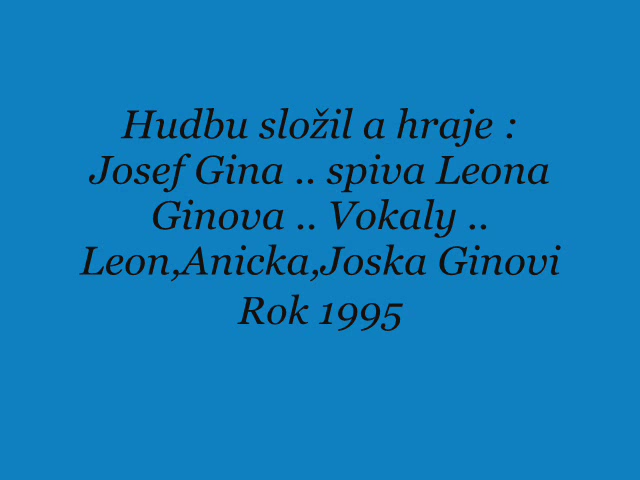 Hudbu složil a hraje :
Josef Gina .. spiva Leona
Ginova .. Vokaly ..
Leon,Anicka,Joska Ginovi
Rok 1995